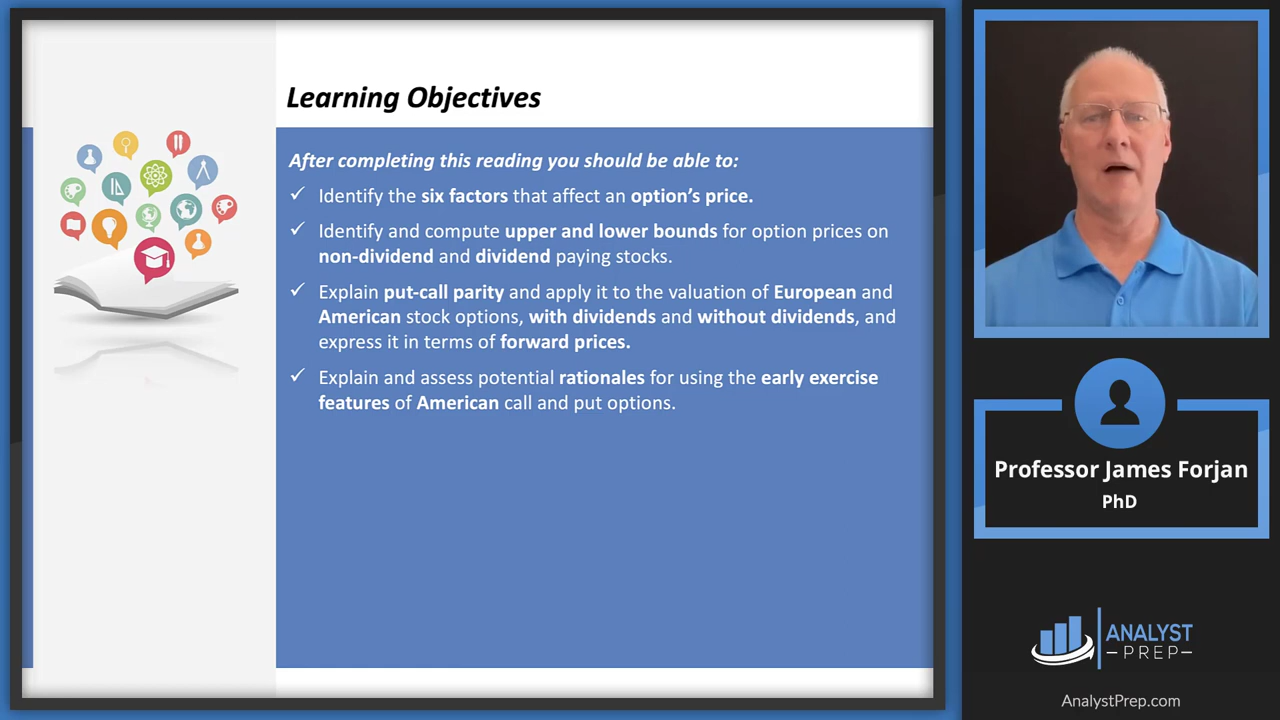 Learning Objectives
After completing this reading you should be able to:
✓ Identify the six factors that affect an option's price.
✓ Identify and compute upper and lower bounds for option prices on
non-dividend and dividend paying stocks.
✓ Explain put-call parity and apply it to the valuation of European and
American stock options, with dividends and without dividends, and
express it in terms of forward prices.
✓ Explain and assess potential rationales for using the early exercise
features of American call and put options.
Professor James Forjan
PhD
ANALYST
–PREP–
AnalystPrep.com